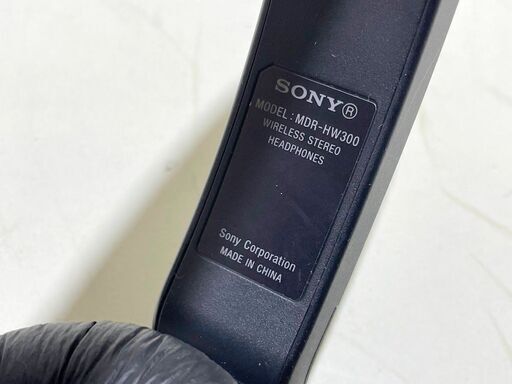 SONY®
MODEL: MDR-HW300
WIRELESS STEREO
HEADPHONES
Sony Corporation
MADE IN CHINA